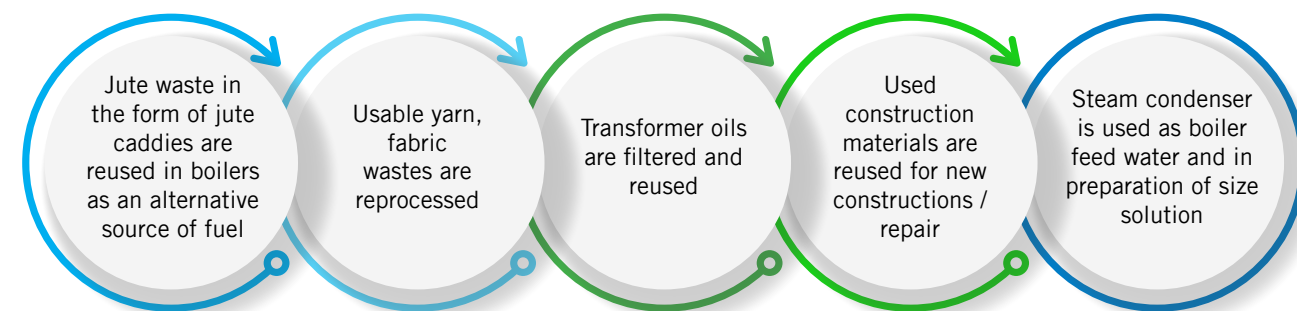 Jute waste in
the form of jute
caddies are
reused in boilers
as an alternative
source of fuel
Usable yarn,
fabric
wastes are
reprocessed
Transformer oils
are filtered and
reused
Used
construction
materials are
reused for new
constructions /
repair
Steam condenser
is used as boiler
feed water and in
preparation of size
solution